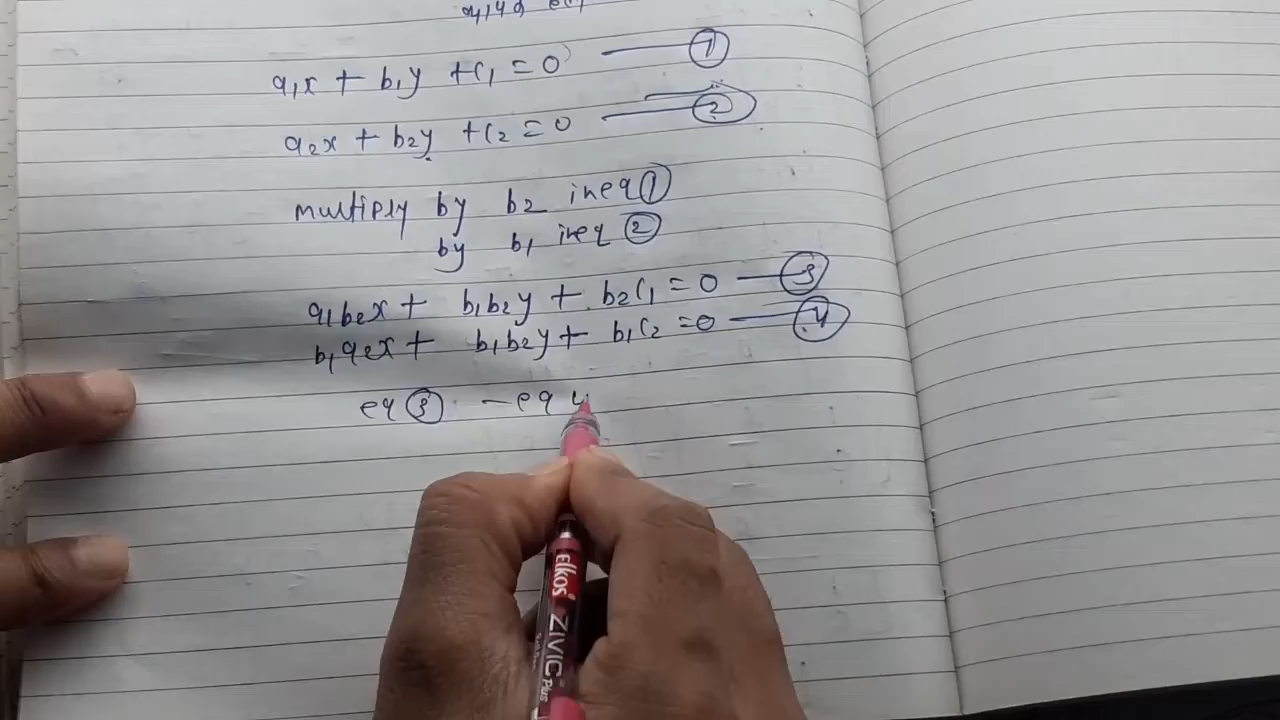 a₁x + b₁y + c₁ = 0 —— ①
a₂x + b₂y + c₂ = 0 —— ②
multiply by b₂ in eq ①
by b₁ in eq ②
a₁b₂x + b₁b₂y + b₂c₁ = 0 —— ③
b₁a₂x + b₁b₂y + b₁c₂ = 0 —— ④
eq ③ - eq 4
Elkos ZIVIC Plus